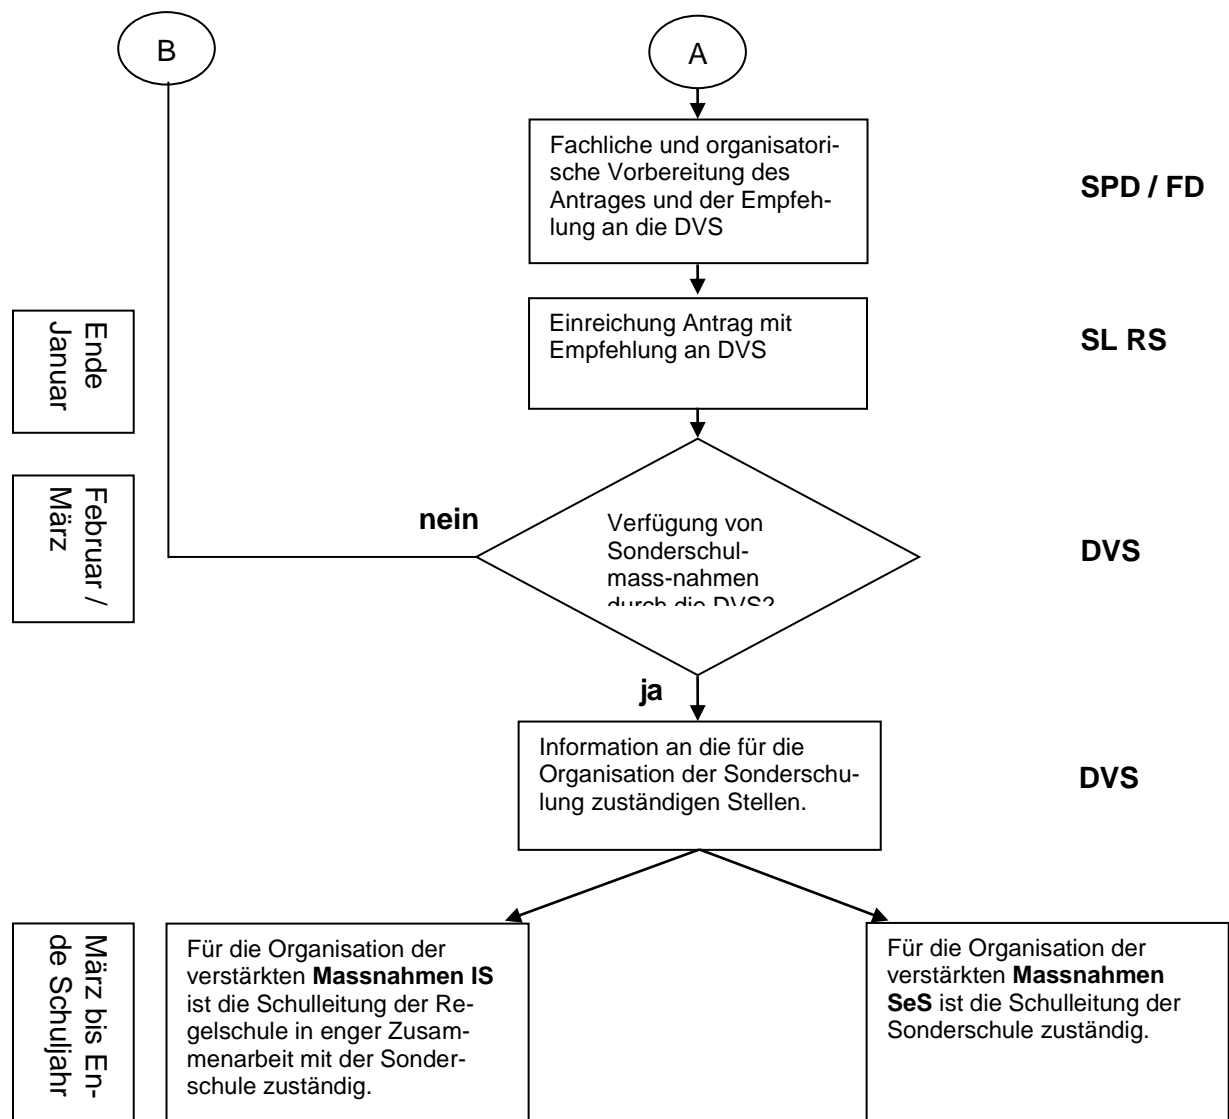 B
A
Fachliche und organisatori-
sche Vorbereitung des
Antrages und der Empfeh-
lung an die DVS
SPD / FD
Ende
Januar
Einreichung Antrag mit
Empfehlung an DVS
SL RS
Februar /
März
nein
Verfügung von
Sonderschul-
mass-nahmen
durch die DVS?
DVS
ja
Information an die für die
Organisation der Sonderschu-
lung zuständigen Stellen.
DVS
März bis En-
de Schuljahr
Für die Organisation der
verstärkten Massnahmen IS
ist die Schulleitung der Re-
gelschule in enger Zusam-
menarbeit mit der Sonder-
schule zuständig.
Für die Organisation der
verstärkten Massnahmen
SeS ist die Schulleitung der
Sonderschule zuständig.